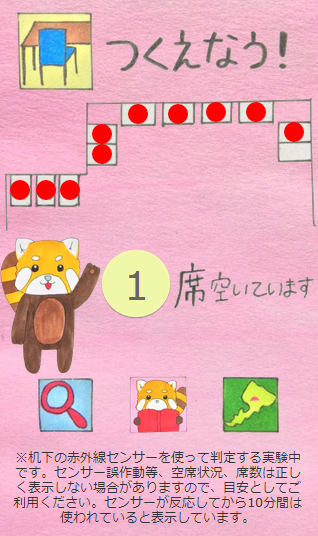 つくえなう!
1
席空いています
※机下の赤外線センサーを使って判定する実験中
です。センサー誤作動等、空席状況、席数は正し
く表示しない場合がありますので、目安としてご
利用ください。センサーが反応してから10分間は
使われていると表示しています。